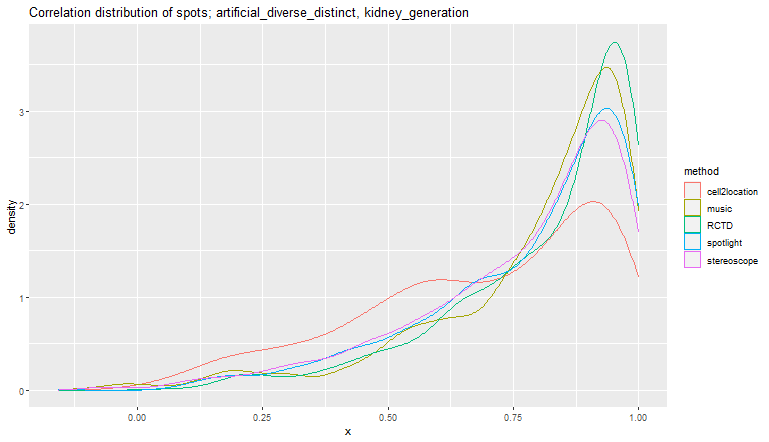 Correlation distribution of spots; artificial_diverse_distinct, kidney_generation
density
3
2
1
0
0.00 0.25 0.50 0.75 1.00
x
method
cell2location
music
RCTD
spotlight
stereoscope